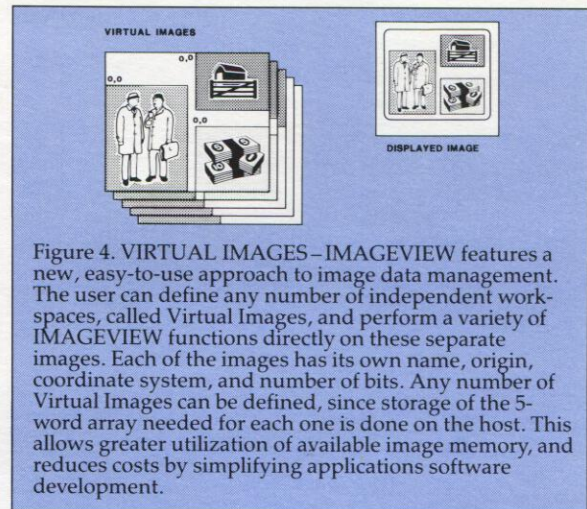 VIRTUAL IMAGES
0,0
0,0
0,0
DISPLAYED IMAGE
Figure 4. VIRTUAL IMAGES–IMAGEVIEW features a
new, easy-to-use approach to image data management.
The user can define any number of independent work-
spaces, called Virtual Images, and perform a variety of
IMAGEVIEW functions directly on these separate
images. Each of the images has its own name, origin,
coordinate system, and number of bits. Any number of
Virtual Images can be defined, since storage of the 5-
word array needed for each one is done on the host. This
allows greater utilization of available image memory, and
reduces costs by simplifying applications software
development.